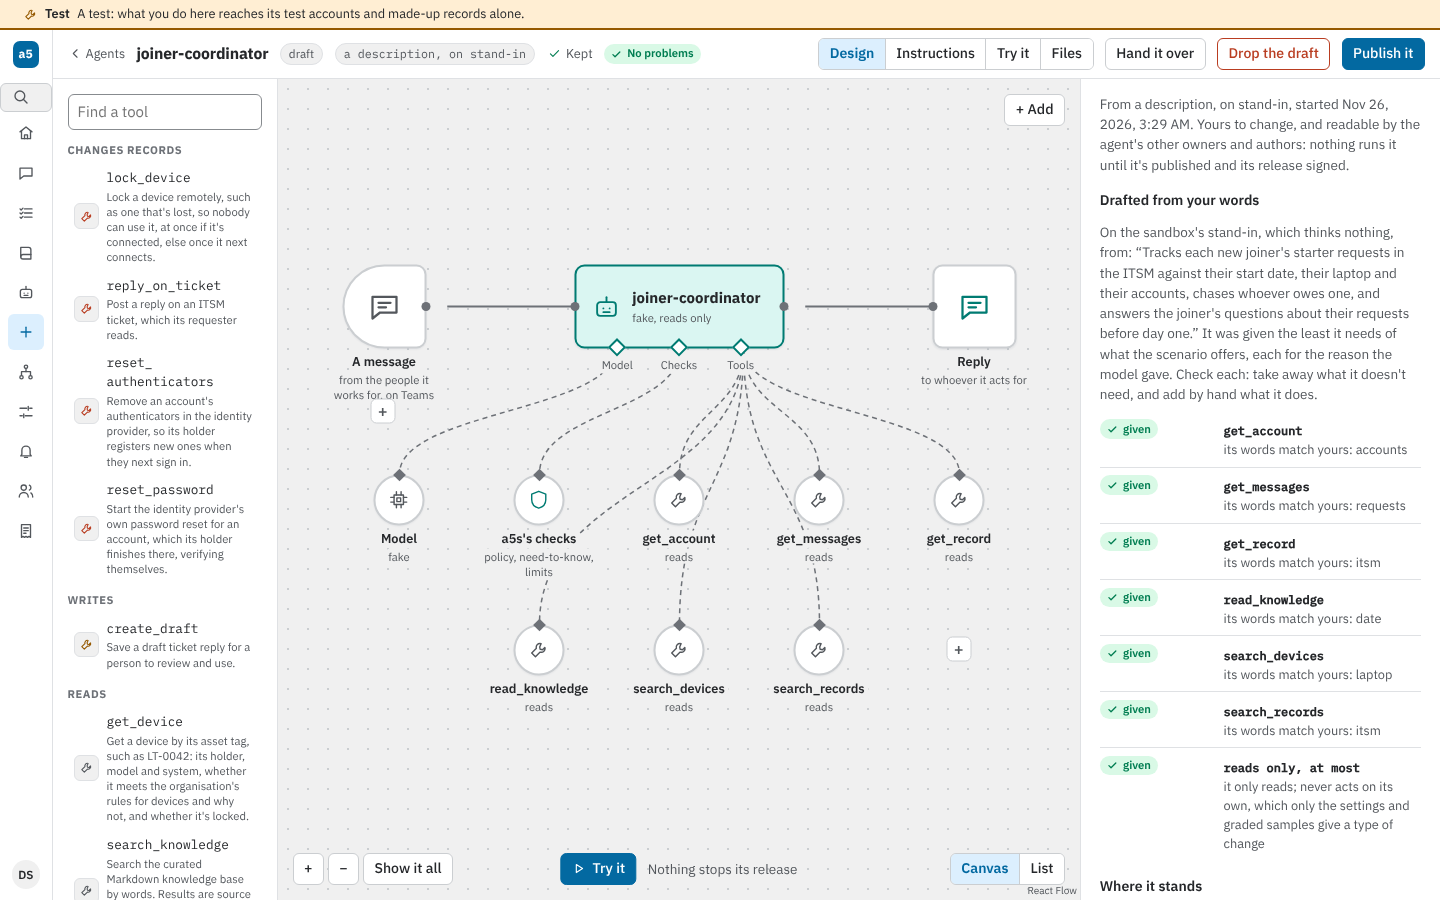 Test A test: what you do here reaches its test accounts and made-up records alone.
a5
Agents
joiner-coordinator
draft
a description, on stand-in
Kept
No problems
Design
Instructions
Try it
Files
Hand it over
Drop the draft
Publish it
Find a tool
CHANGES RECORDS
lock_device
Lock a device remotely, such
as one that's lost, so nobody
can use it, at once if it's
connected, else once it next
connects.
reply_on_ticket
Post a reply on an ITSM
ticket, which its requester
reads.
reset_
authenticators
Remove an account's
authenticators in the identity
provider, so its holder
registers new ones when
they next sign in.
reset_password
Start the identity provider's
own password reset for an
account, which its holder
finishes there, verifying
themselves.
WRITES
create_draft
Save a draft ticket reply for a
person to review and use.
READS
get_device
Get a device by its asset tag,
such as LT-0042: its holder,
model and system, whether
it meets the organisation's
rules for devices and why
not, and whether it's locked.
search_knowledge
Search the curated
Markdown knowledge base
by words. Results are source
DS
+ Add
A message
from the people it
works for, on Teams
+
joiner-coordinator
fake, reads only
Model
Checks
Tools
Reply
to whoever it acts for
Model
fake
a5s's checks
policy, need-to-know,
limits
get_account
reads
get_messages
reads
get_record
reads
read_knowledge
reads
search_devices
reads
search_records
reads
+
+
−
Show it all
Try it
Nothing stops its release
Canvas
List
React Flow
From a description, on stand-in, started Nov 26,
2026, 3:29 AM. Yours to change, and readable by the
agent's other owners and authors: nothing runs it
until it's published and its release signed.
Drafted from your words
On the sandbox's stand-in, which thinks nothing,
from: “Tracks each new joiner's starter requests in
the ITSM against their start date, their laptop and
their accounts, chases whoever owes one, and
answers the joiner's questions about their requests
before day one.” It was given the least it needs of
what the scenario offers, each for the reason the
model gave. Check each: take away what it doesn't
need, and add by hand what it does.
given
get_account
its words match yours: accounts
given
get_messages
its words match yours: requests
given
get_record
its words match yours: itsm
given
read_knowledge
its words match yours: date
given
search_devices
its words match yours: laptop
given
search_records
its words match yours: itsm
given
reads only, at most
it only reads; never acts on its
own, which only the settings and
graded samples give a type of
change
Where it stands